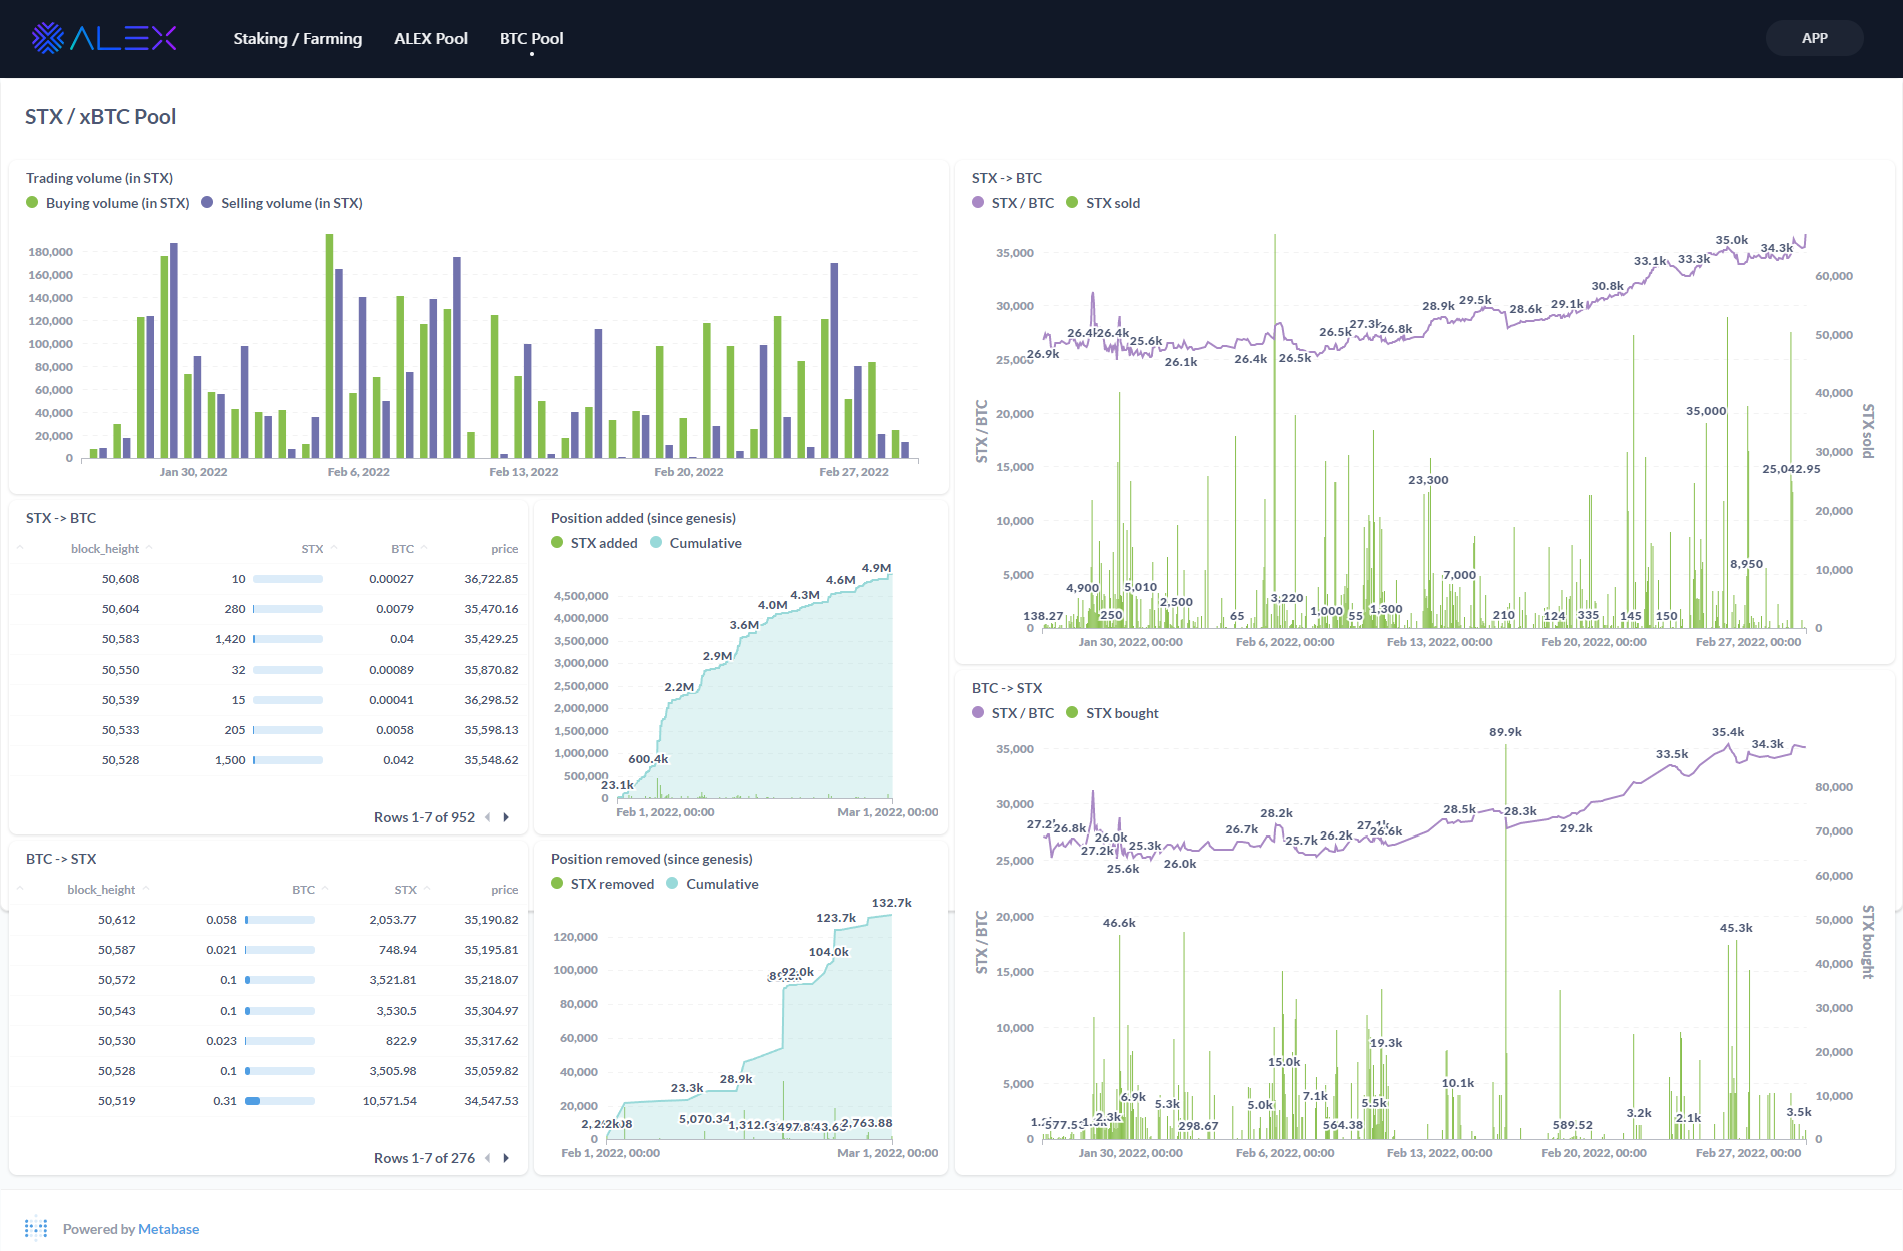 ALEX
Staking / Farming
ALEX Pool
BTC Pool
APP
STX / xBTC Pool
Trading volume (in STX)
Buying volume (in STX)
Selling volume (in STX)
180,000
160,000
140,000
120,000
100,000
80,000
60,000
40,000
20,000
0
Jan 30, 2022
Feb 6, 2022
Feb 13, 2022
Feb 20, 2022
Feb 27, 2022
STX -> BTC
block_height STX BTC price
50,608 10 0.00027 36,722.85
50,604 280 0.0079 35,470.16
50,583 1,420 0.04 35,429.25
50,550 32 0.00089 35,870.82
50,539 15 0.00041 36,298.52
50,533 205 0.0058 35,598.13
50,528 1,500 0.042 35,548.62
Rows 1-7 of 952
Position added (since genesis)
STX added
Cumulative
4,500,000
4,000,000
3,500,000
3,000,000
2,500,000
2,000,000
1,500,000
1,000,000
500,000
0
23.1k
600.4k
2.2M
2.9M
3.6M
4.0M
4.3M
4.6M
4.9M
Feb 1, 2022, 00:00
Mar 1, 2022, 00:00
BTC -> STX
block_height BTC STX price
50,612 0.058 2,053.77 35,190.82
50,587 0.021 748.94 35,195.81
50,572 0.1 3,521.81 35,218.07
50,543 0.1 3,530.5 35,304.97
50,530 0.023 822.9 35,317.62
50,528 0.1 3,505.98 35,059.82
50,519 0.31 10,571.54 34,547.53
Rows 1-7 of 276
Position removed (since genesis)
STX removed
Cumulative
120,000
100,000
80,000
60,000
40,000
20,000
0
23.3k
28.9k
92.0k
104.0k
123.7k
132.7k
5,070.34
2,763.88
Feb 1, 2022, 00:00
Mar 1, 2022, 00:00
STX -> BTC
STX / BTC
STX sold
35,000
30,000
25,000
20,000
15,000
10,000
5,000
0
STX / BTC
60,000
50,000
40,000
30,000
20,000
10,000
0
STX sold
26.9k
26.4k
26.4k
25.6k
26.1k
26.4k
26.5k
26.5k
27.3k
26.8k
28.9k
29.5k
28.6k
29.1k
30.8k
33.1k
33.3k
35.0k
34.3k
138.27
4,900
250
5,010
2,500
65
3,220
1,000
55
1,300
23,300
7,000
210
124
335
145
150
35,000
8,950
25,042.95
Jan 30, 2022, 00:00
Feb 6, 2022, 00:00
Feb 13, 2022, 00:00
Feb 20, 2022, 00:00
Feb 27, 2022, 00:00
BTC -> STX
STX / BTC
STX bought
35,000
30,000
25,000
20,000
15,000
10,000
5,000
0
STX / BTC
80,000
70,000
60,000
50,000
40,000
30,000
20,000
10,000
0
STX bought
27.2k
26.8k
27.2k
26.0k
25.6k
25.3k
26.0k
26.7k
28.2k
25.7k
26.2k
27.1k
26.6k
28.5k
28.3k
29.2k
33.5k
35.4k
34.3k
577.53
2.3k
46.6k
6.9k
5.3k
298.67
5.0k
15.0k
7.1k
564.38
5.5k
19.3k
10.1k
89.9k
589.52
3.2k
2.1k
45.3k
3.5k
Jan 30, 2022, 00:00
Feb 6, 2022, 00:00
Feb 13, 2022, 00:00
Feb 20, 2022, 00:00
Feb 27, 2022, 00:00
Powered by Metabase